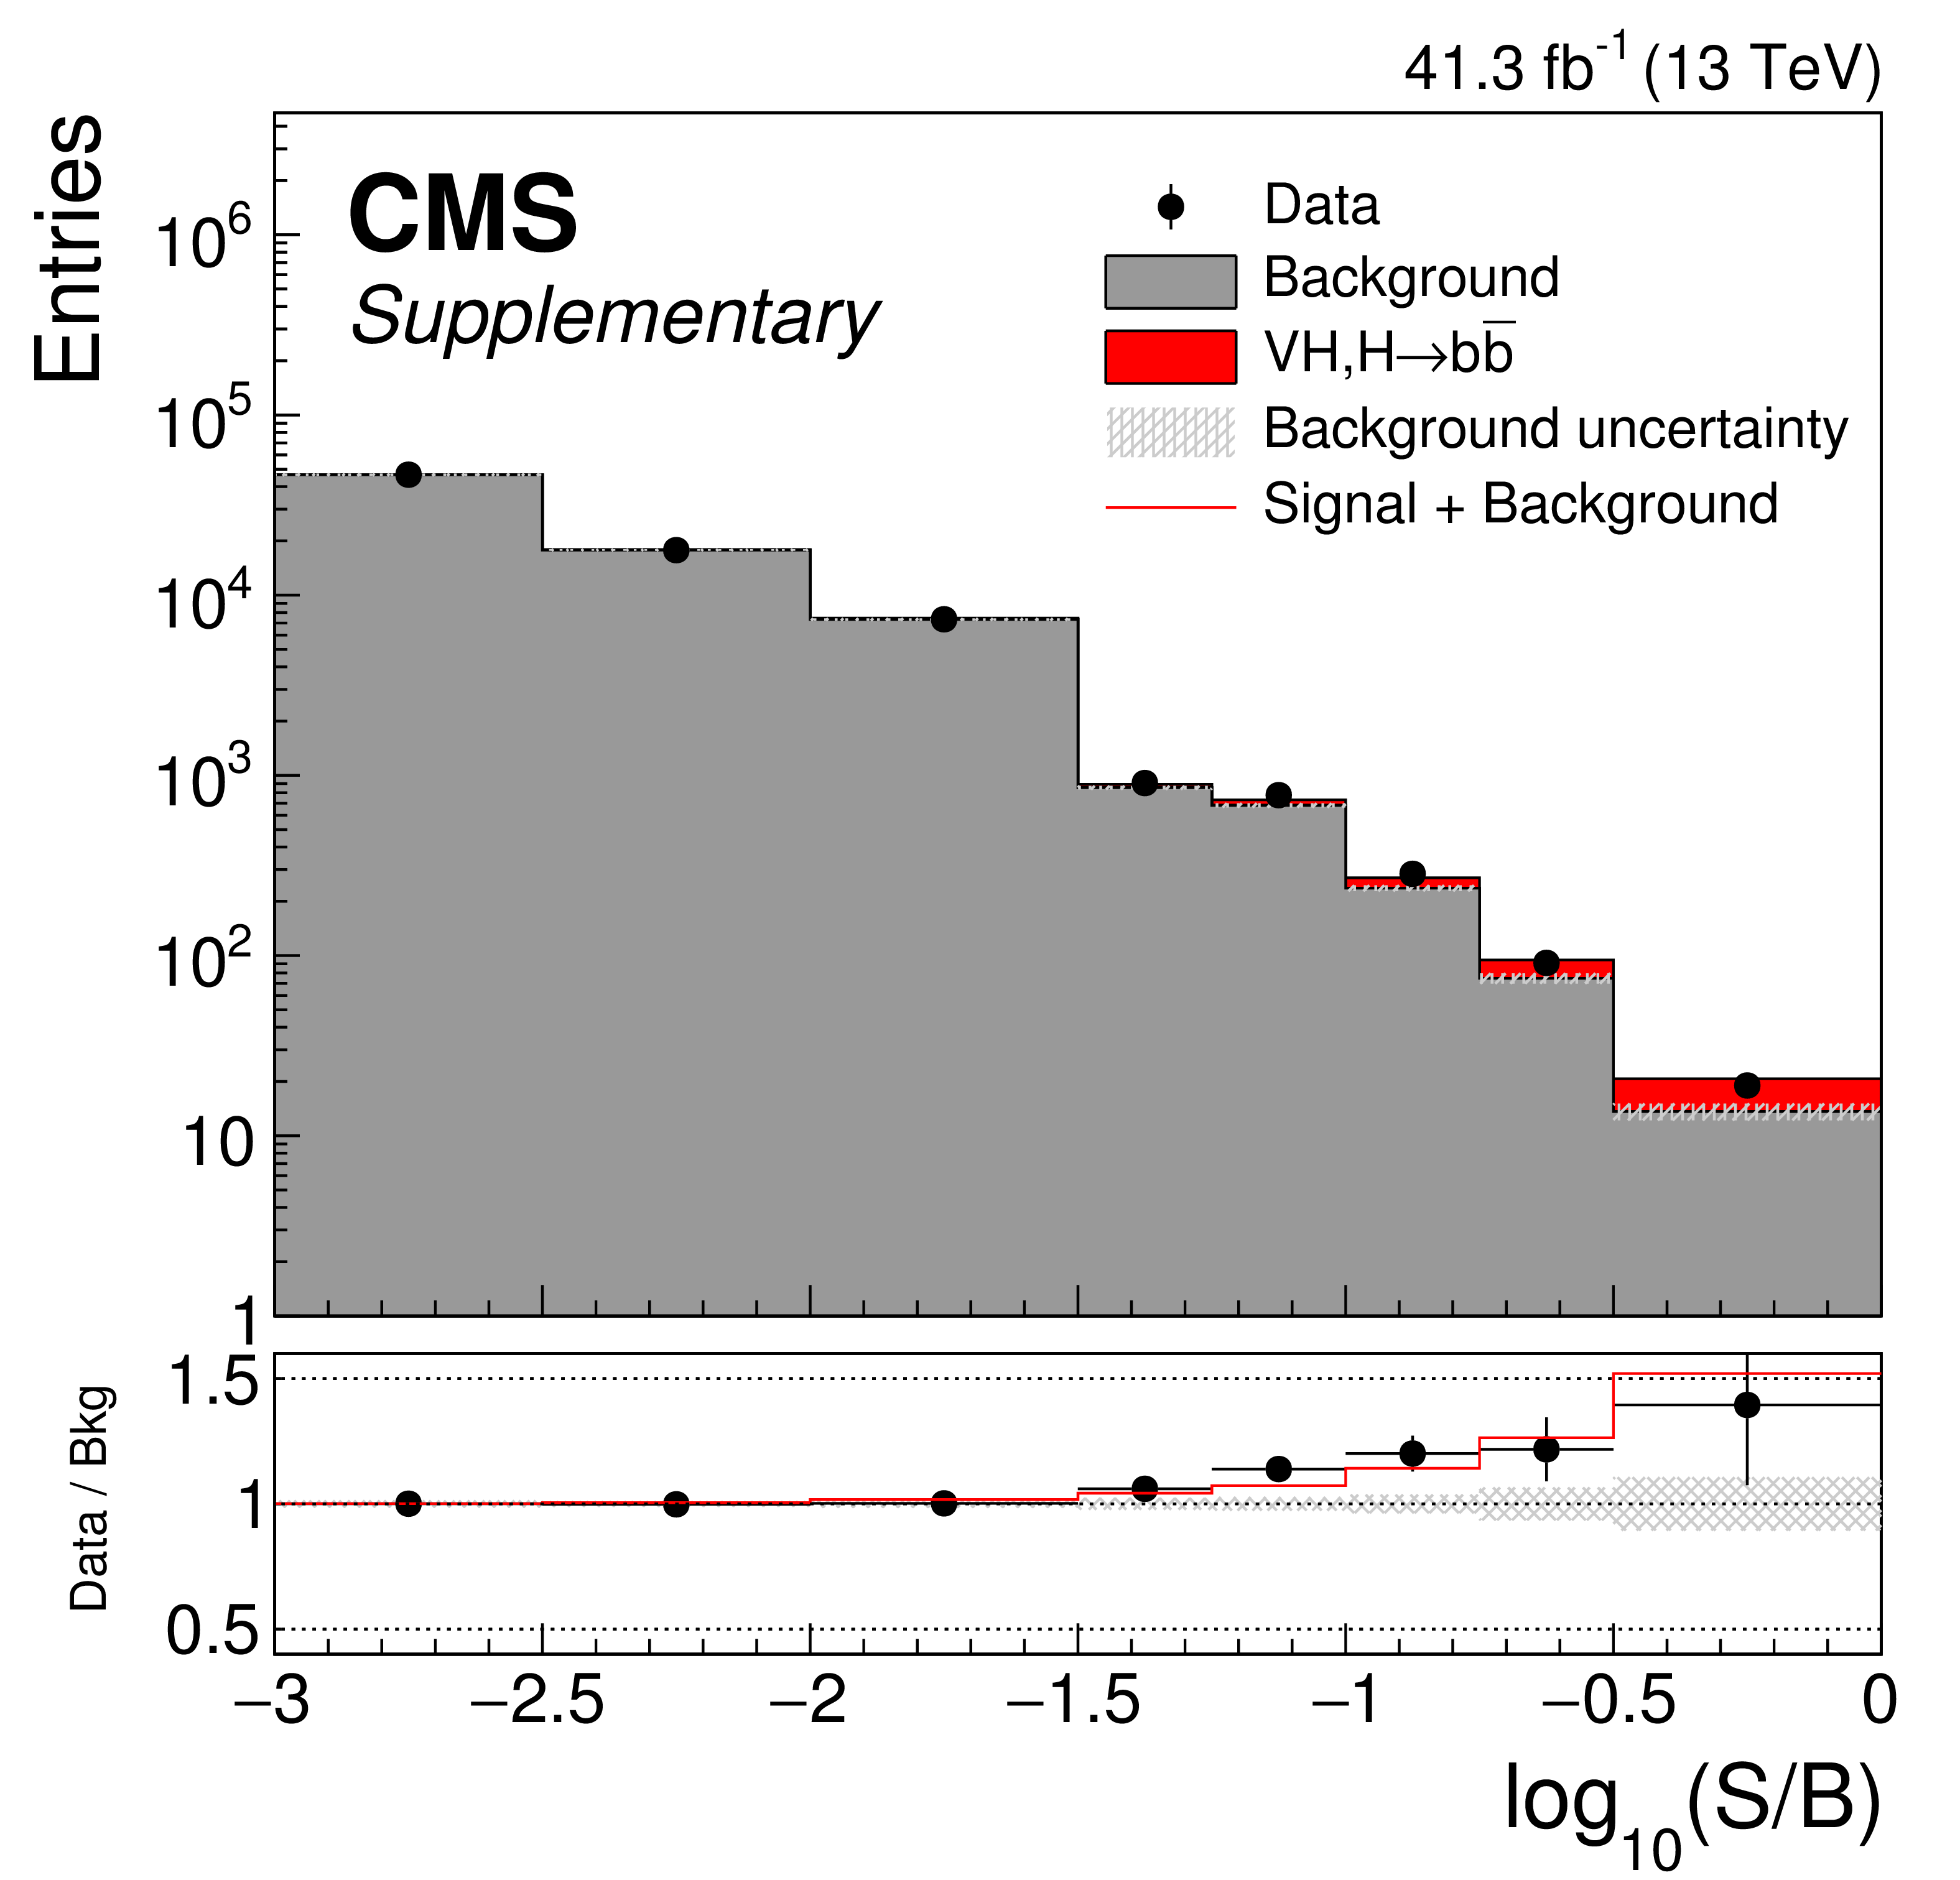 41.3 fb⁻¹ (13 TeV)
Entries
CMS
Supplementary
Data
Background
VH,H→bb̅
Background uncertainty
Signal + Background
10⁶
10⁵
10⁴
10³
10²
10
1
Data / Bkg
1.5
1
0.5
−3 −2.5 −2 −1.5 −1 −0.5 0
log₁₀(S/B)